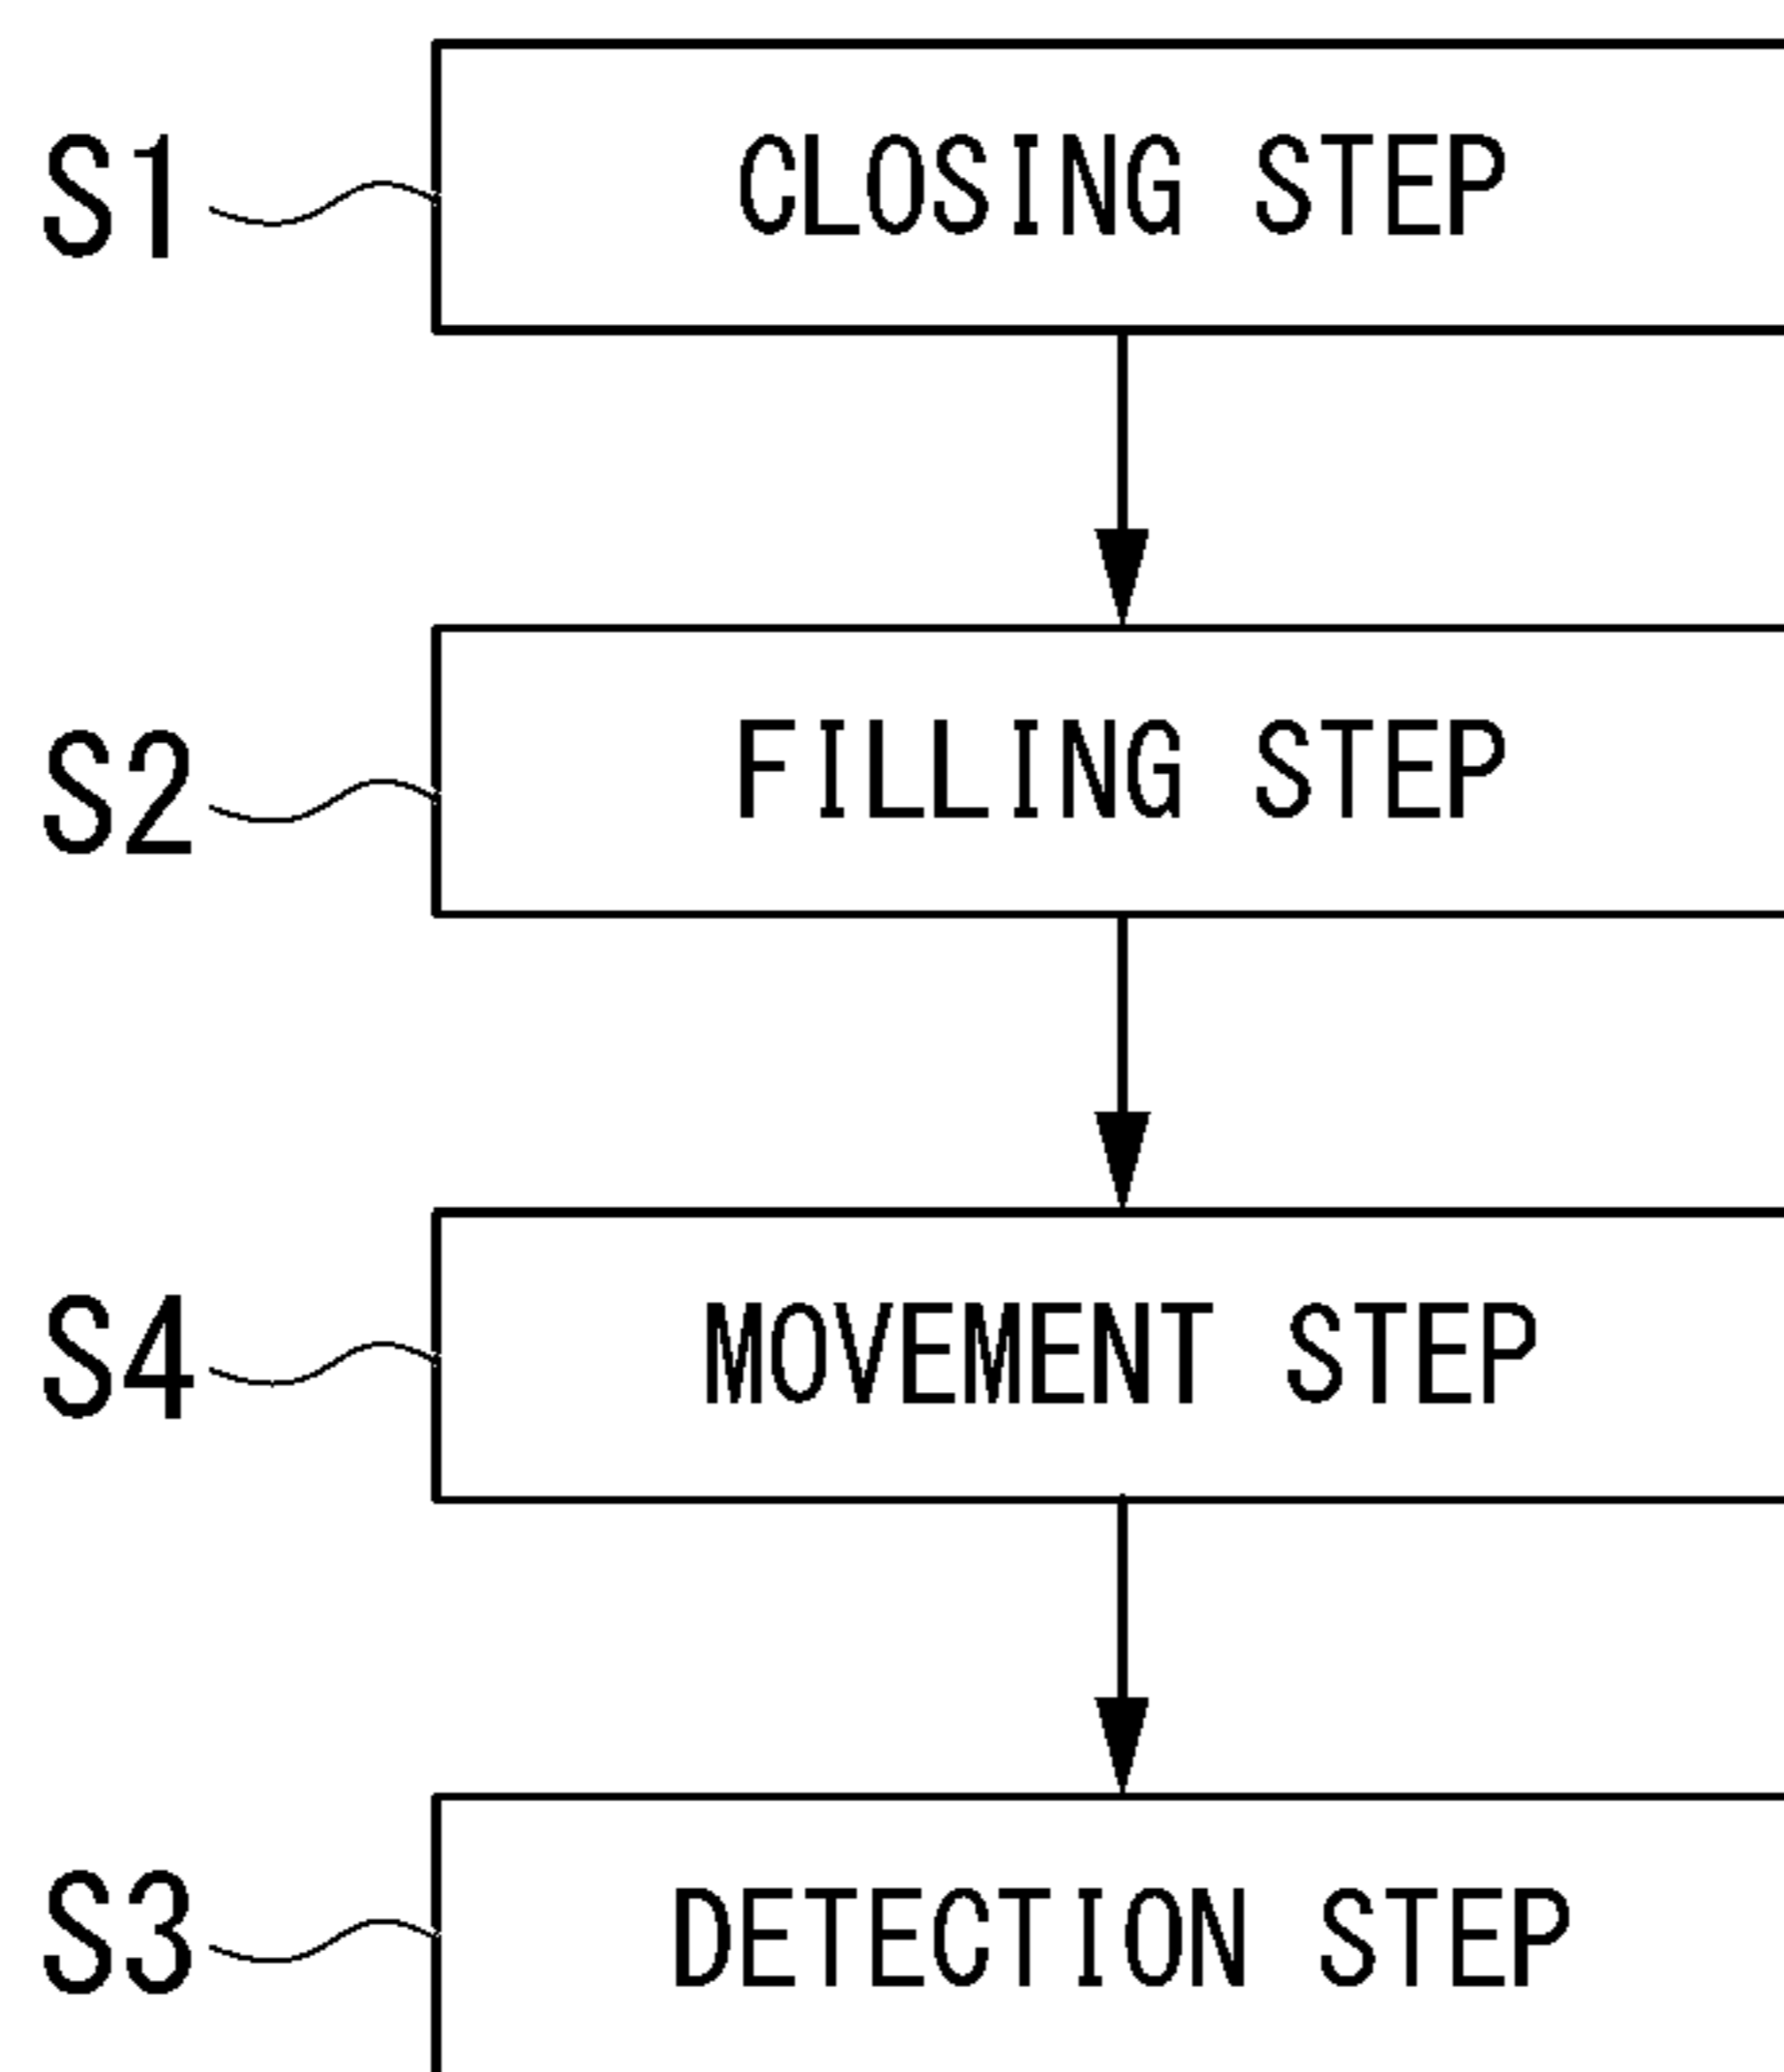 S1 CLOSING STEP
S2 FILLING STEP
S4 MOVEMENT STEP
S3 DETECTION STEP